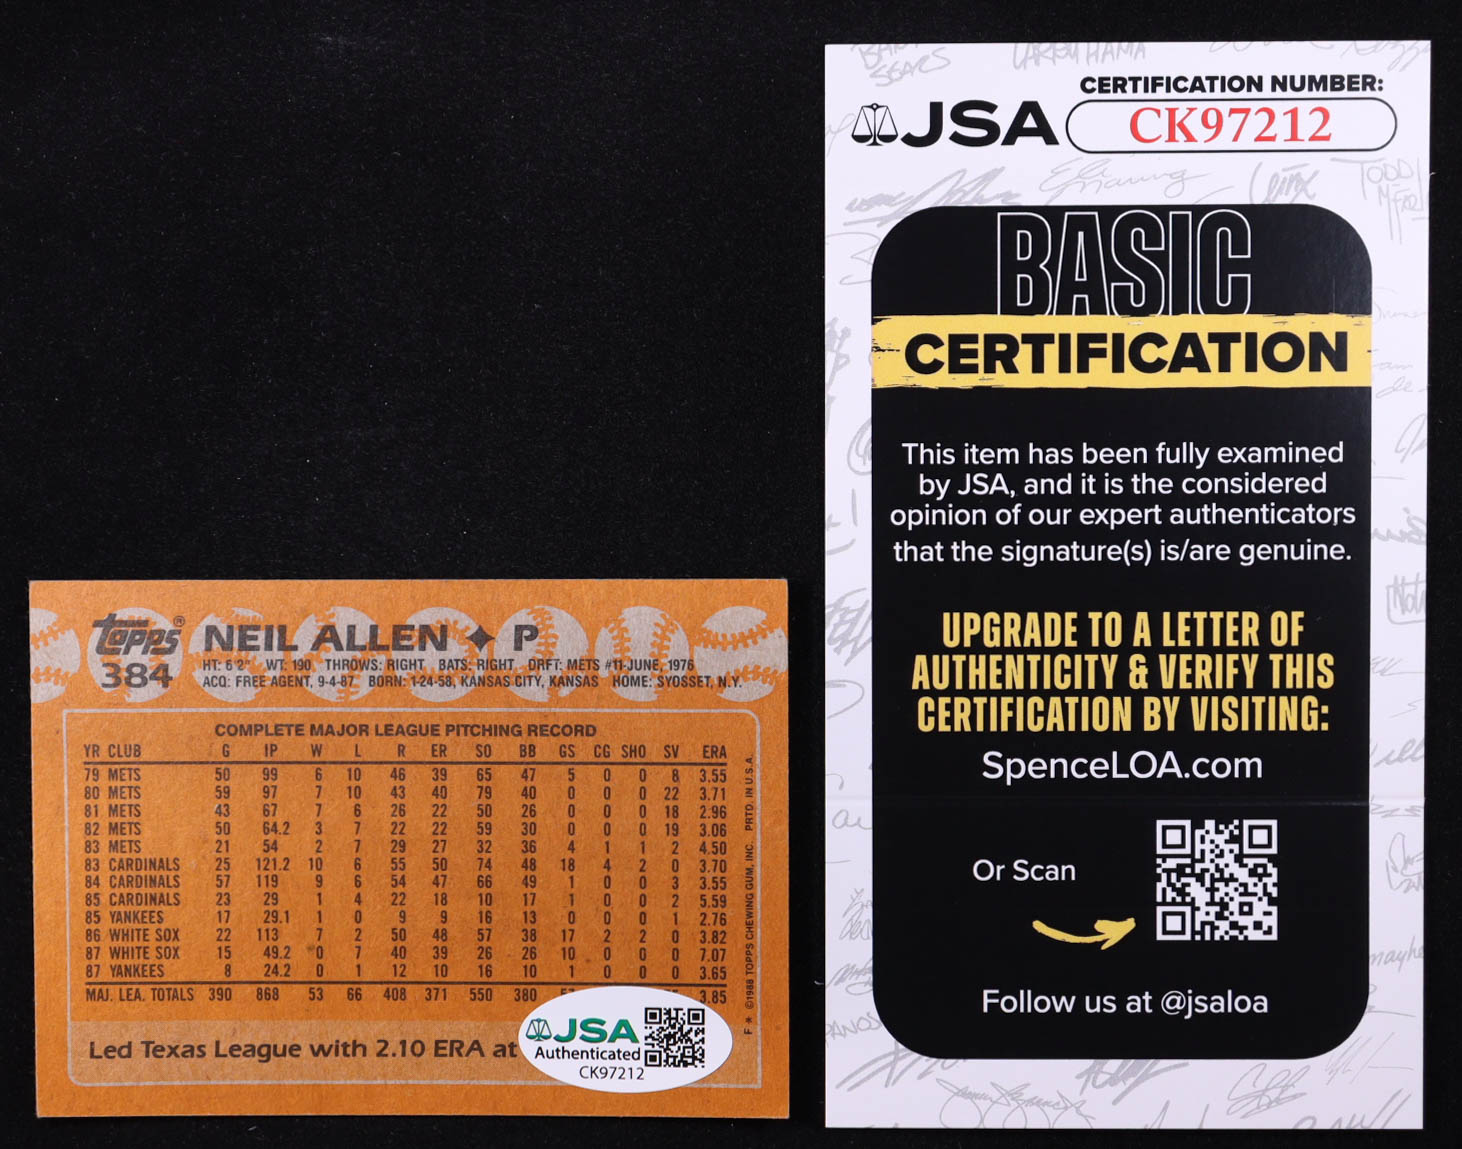 topps®
384
NEIL ALLEN ✦ P
HT: 6'2" WT: 190 THROWS: RIGHT BATS: RIGHT DRFT: METS #11-JUNE, 1976
ACQ: FREE AGENT, 9-4-87 BORN: 1-24-58, KANSAS CITY, KANSAS HOME: SYOSSET, N.Y.
COMPLETE MAJOR LEAGUE PITCHING RECORD
YR CLUB G IP W L R ER SO BB GS CG SHO SV ERA
79 METS 50 99 6 10 46 39 65 47 5 0 0 8 3.55
80 METS 59 97 7 10 43 40 79 40 0 0 0 22 3.71
81 METS 43 67 7 6 26 22 50 26 0 0 0 18 2.96
82 METS 50 64.2 3 7 22 22 59 30 0 0 0 19 3.06
83 METS 21 54 2 7 29 27 32 36 4 1 1 2 4.50
83 CARDINALS 25 121.2 10 6 55 50 74 48 18 4 2 0 3.70
84 CARDINALS 57 119 9 6 54 47 66 49 1 0 0 3 3.55
85 CARDINALS 23 29 1 4 22 18 10 17 1 0 0 2 5.59
85 YANKEES 17 29.1 1 0 9 9 16 13 0 0 0 1 2.76
86 WHITE SOX 22 113 7 2 50 48 57 38 17 2 2 0 3.82
87 WHITE SOX 15 49.2 0 7 40 39 26 26 10 0 0 0 7.07
87 YANKEES 8 24.2 0 1 12 10 16 10 1 0 0 0 3.65
MAJ. LEA. TOTALS 390 868 53 66 408 371 550 380 3.85
Led Texas League with 2.10 ERA at
F * ©1988 TOPPS CHEWING GUM, INC. PRTD. IN U.S.A.
JSA
Authenticated
CK97212
JSA
CERTIFICATION NUMBER:
CK97212
BASIC
CERTIFICATION
This item has been fully examined
by JSA, and it is the considered
opinion of our expert authenticators
that the signature(s) is/are genuine.
UPGRADE TO A LETTER OF
AUTHENTICITY & VERIFY THIS
CERTIFICATION BY VISITING:
SpenceLOA.com
Or Scan
Follow us at @jsaloa